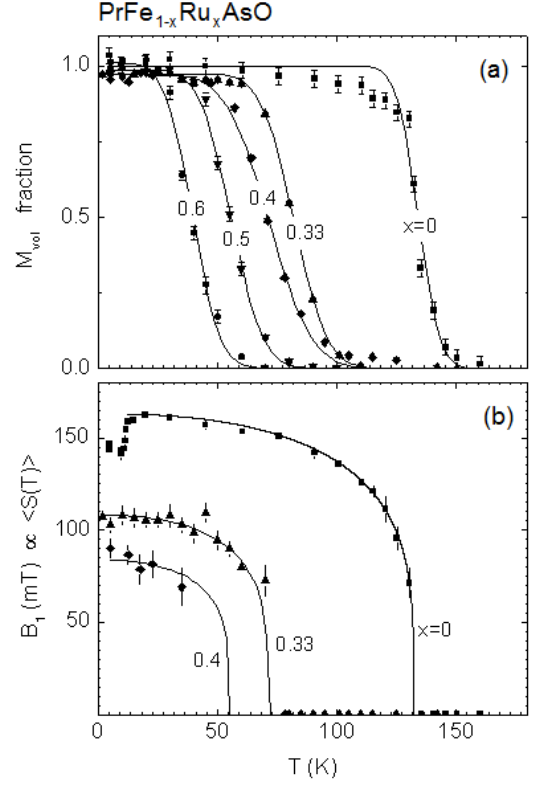 PrFe1-xRuxAsO
(a)
1.0
0.5
0.0
Mvol fraction
0.6
0.5
0.4
0.33
x=0
(b)
150
100
50
B1 (mT) ∝ <S(T)>
0.4
0.33
x=0
0 50 100 150
T (K)